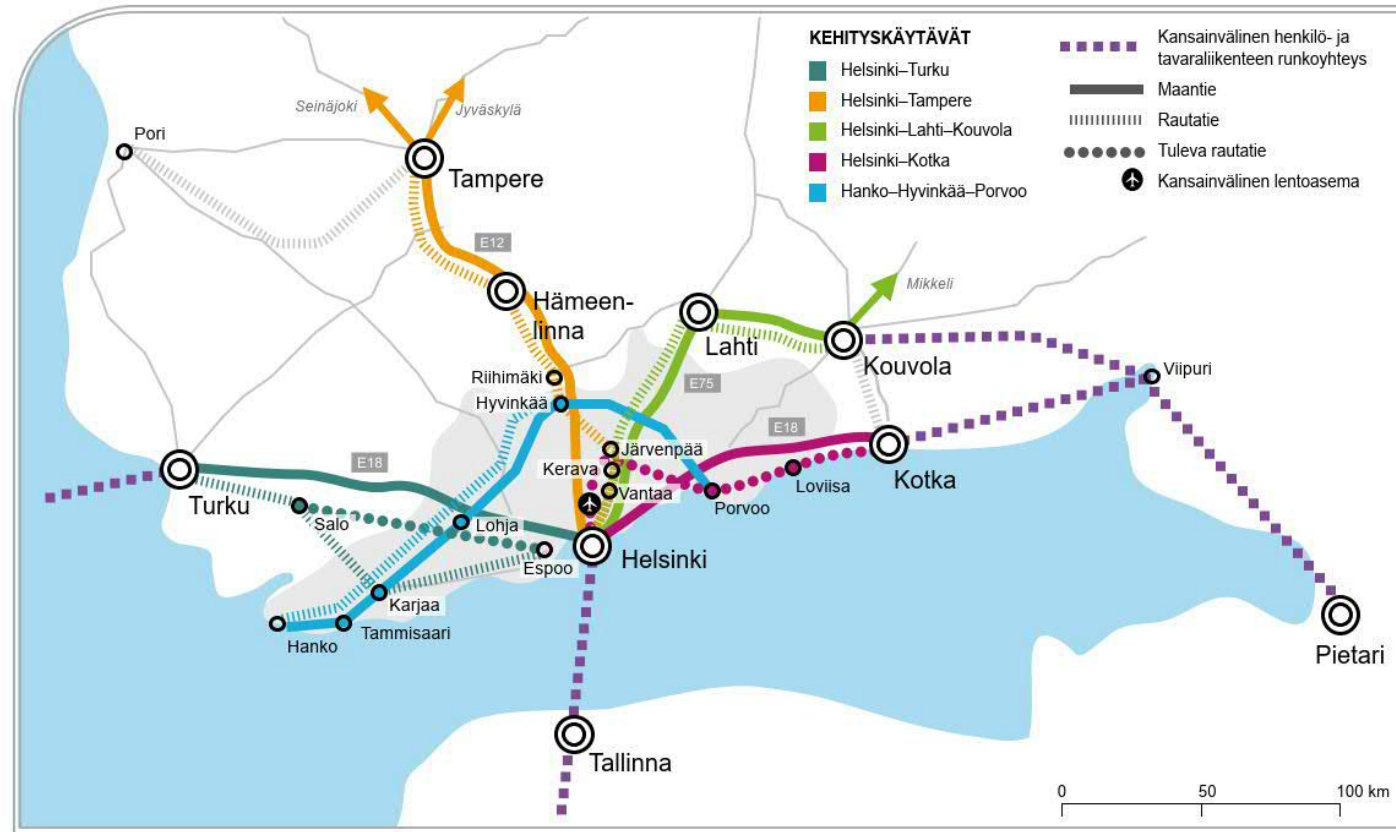 KEHITYSKÄYTÄVÄT
Helsinki–Turku
Helsinki–Tampere
Helsinki–Lahti–Kouvola
Helsinki–Kotka
Hanko–Hyvinkää–Porvoo
Kansainvälinen henkilö- ja
tavaraliikenteen runkoyhteys
Maantie
Rautatie
Tuleva rautatie
Kansainvälinen lentoasema
Seinäjoki
Jyväskylä
Pori
Tampere
E12
Hämeen-
linna
Mikkeli
Lahti
Kouvola
Riihimäki
Viipuri
E75
Hyvinkää
E18
Järvenpää
Kerava
E18
Kotka
Loviisa
Vantaa
Turku
Porvoo
Salo
Lohja
Helsinki
Espoo
Karjaa
Tammisaari
Hanko
Pietari
Tallinna
0 50 100 km